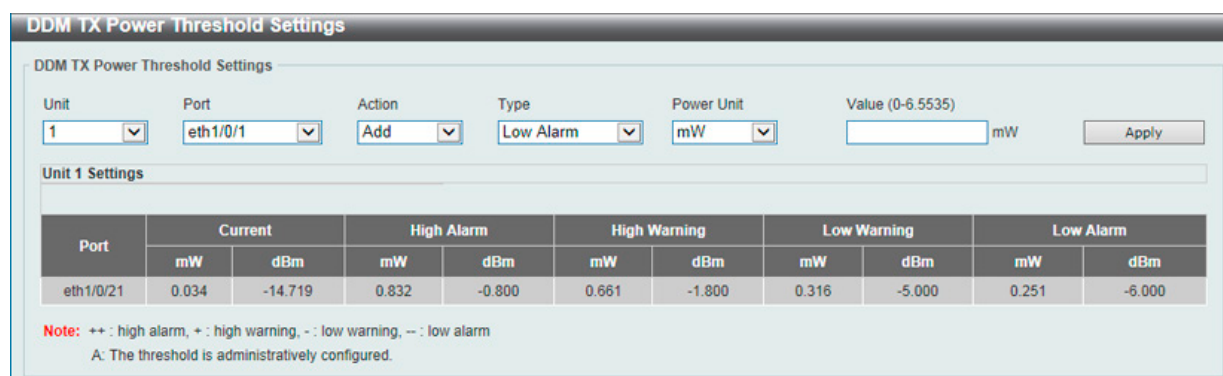 DDM TX Power Threshold Settings
DDM TX Power Threshold Settings
Unit Port Action Type Power Unit Value (0-6.5535)
1 eth1/0/1 Add Low Alarm mW mW Apply
Unit 1 Settings
Port Current High Alarm High Warning Low Warning Low Alarm
mW dBm mW dBm mW dBm mW dBm mW dBm
eth1/0/21 0.034 -14.719 0.832 -0.800 0.661 -1.800 0.316 -5.000 0.251 -6.000
Note: ++ : high alarm, + : high warning, - : low warning, -- : low alarm
A: The threshold is administratively configured.